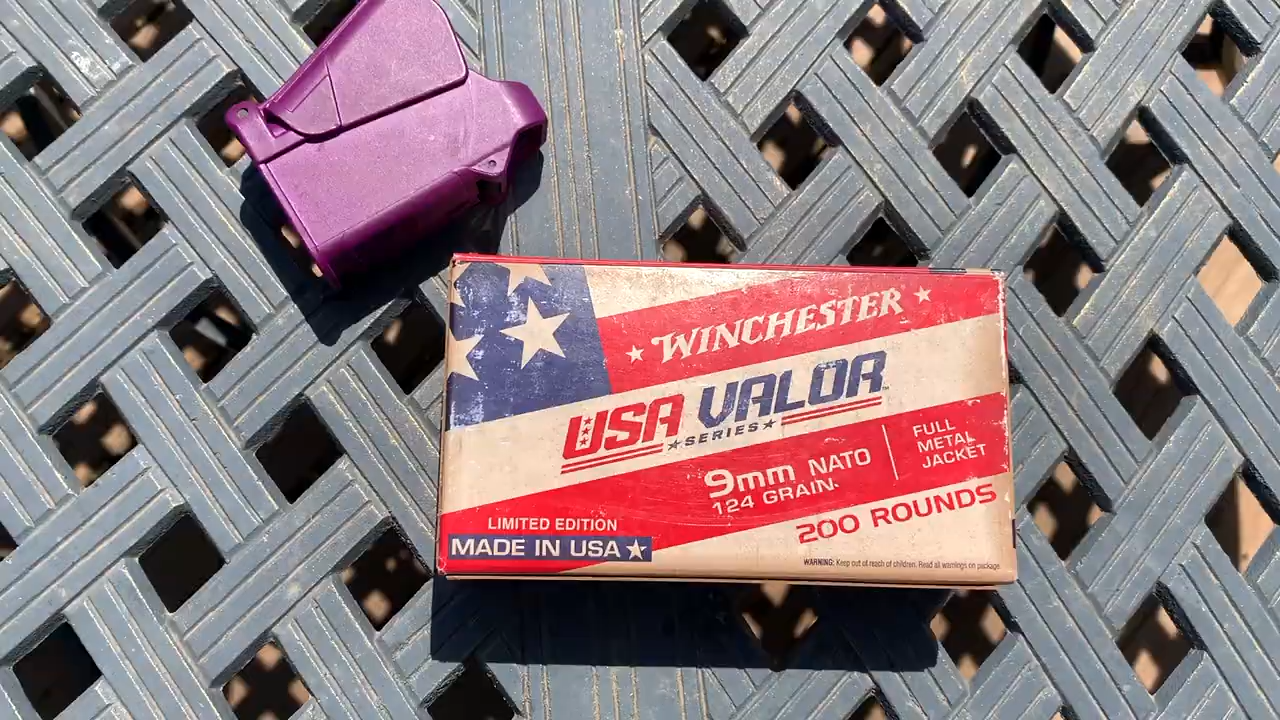 WINCHESTER
USA VALOR
SERIES
9mm NATO
124 GRAIN
FULL
METAL
JACKET
200 ROUNDS
LIMITED EDITION
MADE IN USA
WARNING: Keep out of reach of children. Read all warnings on package